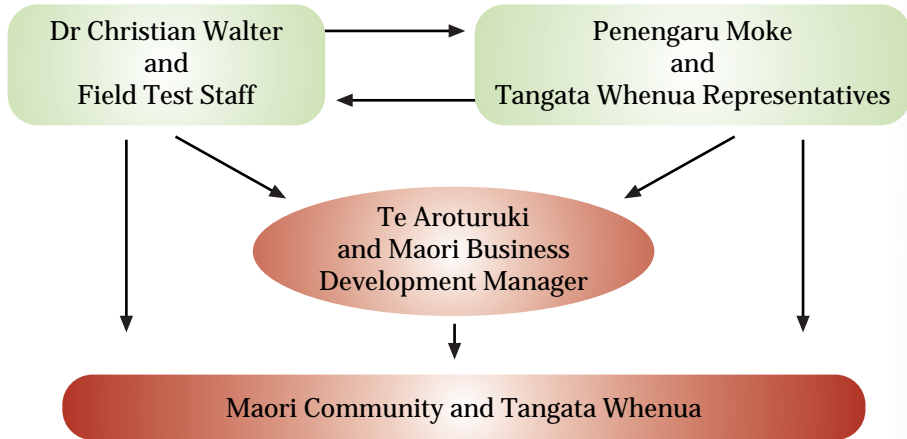 Dr Christian Walter
and
Field Test Staff
Penengaru Moke
and
Tangata Whenua Representatives
Te Aroturuki
and Maori Business
Development Manager
Maori Community and Tangata Whenua